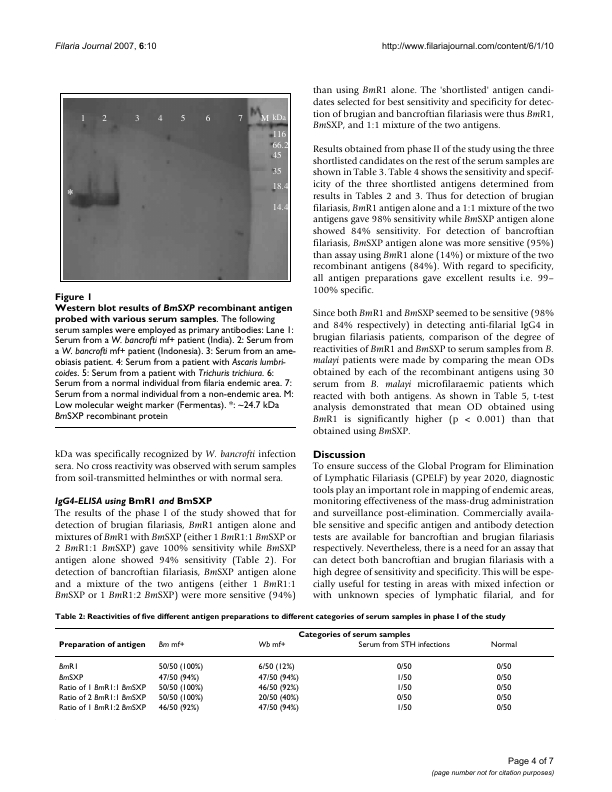 Filaria Journal 2007, 6:10
http://www.filariajournal.com/content/6/1/10
1 2 3 4 5 6 7 M kDa
M
116
66.2
45
35
18.4
14.4
*
Figure 1
Western blot results of BmSXP recombinant antigen
probed with various serum samples. The following
serum samples were employed as primary antibodies: Lane 1:
Serum from a W. bancrofti mf+ patient (India). 2: Serum from
a W. bancrofti mf+ patient (Indonesia). 3: Serum from an ame-
obiasis patient. 4: Serum from a patient with Ascaris lumbri-
coides. 5: Serum from a patient with Trichuris trichiura. 6:
Serum from a normal individual from filaria endemic area. 7:
Serum from a normal individual from a non-endemic area. M:
Low molecular weight marker (Fermentas). *: ~24.7 kDa
BmSXP recombinant protein
kDa was specifically recognized by W. bancrofti infection
sera. No cross reactivity was observed with serum samples
from soil-transmitted helminthes or with normal sera.
IgG4-ELISA using BmR1 and BmSXP
The results of the phase I of the study showed that for
detection of brugian filariasis, BmR1 antigen alone and
mixtures of BmR1 with BmSXP (either 1 BmR1:1 BmSXP or
2 BmR1:1 BmSXP) gave 100% sensitivity while BmSXP
antigen alone showed 94% sensitivity (Table 2). For
detection of bancroftian filariasis, BmSXP antigen alone
and a mixture of the two antigens (either 1 BmR1:1
BmSXP or 1 BmR1:2 BmSXP) were more sensitive (94%)
than using BmR1 alone. The 'shortlisted' antigen candi-
dates selected for best sensitivity and specificity for detec-
tion of brugian and bancroftian filariasis were thus BmR1,
BmSXP, and 1:1 mixture of the two antigens.
Results obtained from phase II of the study using the three
shortlisted candidates on the rest of the serum samples are
shown in Table 3. Table 4 shows the sensitivity and specif-
icity of the three shortlisted antigens determined from
results in Tables 2 and 3. Thus for detection of brugian
filariasis, BmR1 antigen alone and a 1:1 mixture of the two
antigens gave 98% sensitivity while BmSXP antigen alone
showed 84% sensitivity. For detection of bancroftian
filariasis, BmSXP antigen alone was more sensitive (95%)
than assay using BmR1 alone (14%) or mixture of the two
recombinant antigens (84%). With regard to specificity,
all antigen preparations gave excellent results i.e. 99–
100% specific.
Since both BmR1 and BmSXP seemed to be sensitive (98%
and 84% respectively) in detecting anti-filarial IgG4 in
brugian filariasis patients, comparison of the degree of
reactivities of BmR1 and BmSXP to serum samples from B.
malayi patients were made by comparing the mean ODs
obtained by each of the recombinant antigens using 30
serum from B. malayi microfilaraemic patients which
reacted with both antigens. As shown in Table 5, t-test
analysis demonstrated that mean OD obtained using
BmR1 is significantly higher (p < 0.001) than that
obtained using BmSXP.
Discussion
To ensure success of the Global Program for Elimination
of Lymphatic Filariasis (GPELF) by year 2020, diagnostic
tools play an important role in mapping of endemic areas,
monitoring effectiveness of the mass-drug administration
and surveillance post-elimination. Commercially availa-
ble sensitive and specific antigen and antibody detection
tests are available for bancroftian and brugian filariasis
respectively. Nevertheless, there is a need for an assay that
can detect both bancroftian and brugian filariasis with a
high degree of sensitivity and specificity. This will be espe-
cially useful for testing in areas with mixed infection or
with unknown species of lymphatic filarial, and for
Table 2: Reactivities of five different antigen preparations to different categories of serum samples in phase I of the study
Categories of serum samples
Preparation of antigen Bm mf+ Wb mf+ Serum from STH infections Normal
BmR1 50/50 (100%) 6/50 (12%) 0/50 0/50
BmSXP 47/50 (94%) 47/50 (94%) 1/50 0/50
Ratio of 1 BmR1:1 BmSXP 50/50 (100%) 46/50 (92%) 1/50 0/50
Ratio of 2 BmR1:1 BmSXP 50/50 (100%) 20/50 (40%) 0/50 0/50
Ratio of 1 BmR1:2 BmSXP 46/50 (92%) 47/50 (94%) 1/50 0/50
Page 4 of 7
(page number not for citation purposes)